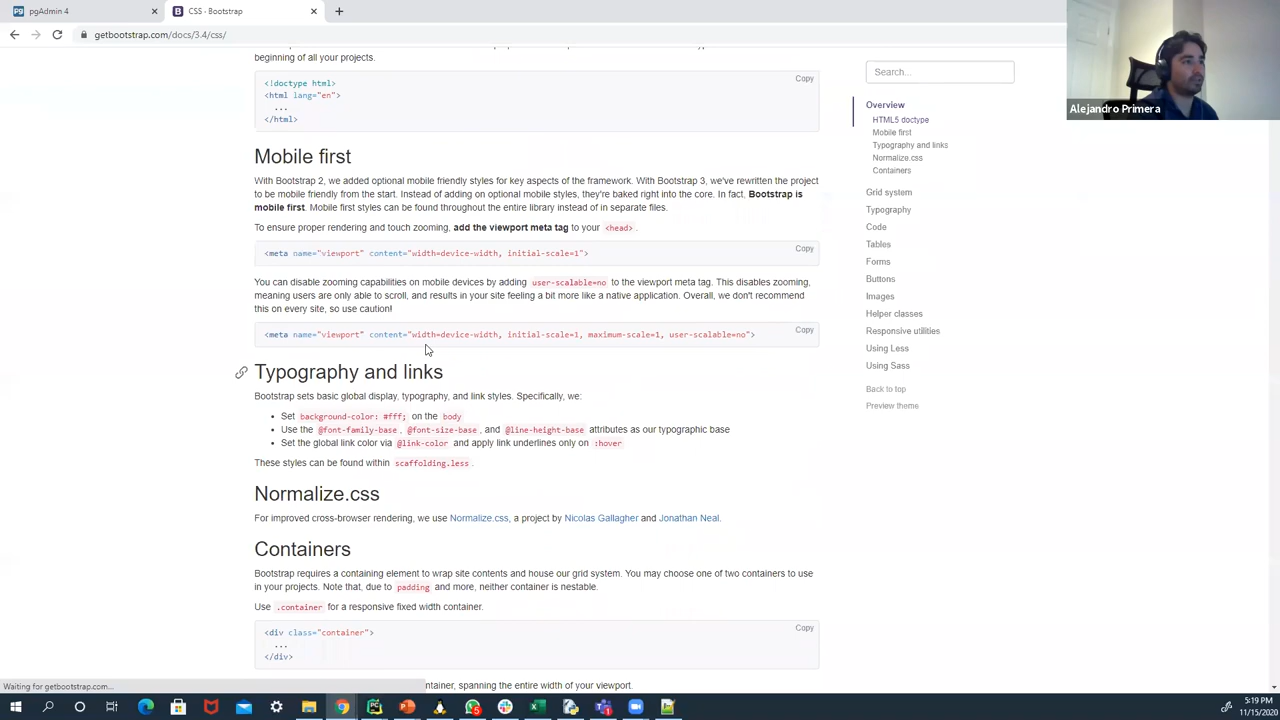 pgAdmin 4
CSS · Bootstrap
getbootstrap.com/docs/3.4/css/
Alejandro Primera
beginning of all your projects.
<!doctype html>
<html lang="en">
...
</html>
Copy
Mobile first
With Bootstrap 2, we added optional mobile friendly styles for key aspects of the framework. With Bootstrap 3, we've rewritten the project
to be mobile friendly from the start. Instead of adding on optional mobile styles, they're baked right into the core. In fact, Bootstrap is
mobile first. Mobile first styles can be found throughout the entire library instead of in separate files.
To ensure proper rendering and touch zooming, add the viewport meta tag to your <head>.
<meta name="viewport" content="width=device-width, initial-scale=1">
Copy
You can disable zooming capabilities on mobile devices by adding user-scalable=no to the viewport meta tag. This disables zooming,
meaning users are only able to scroll, and results in your site feeling a bit more like a native application. Overall, we don't recommend
this on every site, so use caution!
<meta name="viewport" content="width=device-width, initial-scale=1, maximum-scale=1, user-scalable=no">
Copy
Typography and links
Bootstrap sets basic global display, typography, and link styles. Specifically, we:
• Set background-color: #fff; on the body
• Use the @font-family-base, @font-size-base, and @line-height-base attributes as our typographic base
• Set the global link color via @link-color and apply link underlines only on :hover
These styles can be found within scaffolding.less.
Normalize.css
For improved cross-browser rendering, we use Normalize.css, a project by Nicolas Gallagher and Jonathan Neal.
Containers
Bootstrap requires a containing element to wrap site contents and house our grid system. You may choose one of two containers to use
in your projects. Note that, due to padding and more, neither container is nestable.
Use .container for a responsive fixed width container.
<div class="container">
...
</div>
Copy
ntainer, spanning the entire width of your viewport.
Waiting for getbootstrap.com...
Search...
Overview
HTML5 doctype
Mobile first
Typography and links
Normalize.css
Containers
Grid system
Typography
Code
Tables
Forms
Buttons
Images
Helper classes
Responsive utilities
Using Less
Using Sass
Back to top
Preview theme
5:19 PM
11/15/2020